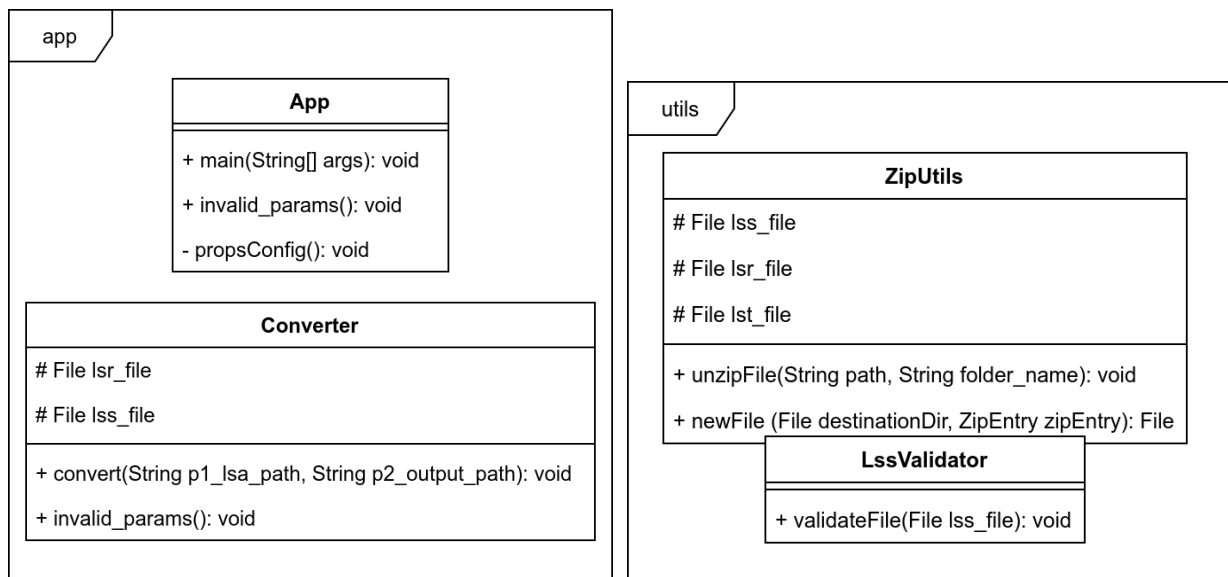 app
App
+ main(String[] args): void
+ invalid_params(): void
- propsConfig(): void
Converter
# File lsr_file
# File lss_file
+ convert(String p1_lsa_path, String p2_output_path): void
+ invalid_params(): void
utils
ZipUtils
# File lss_file
# File lsr_file
# File lst_file
+ unzipFile(String path, String folder_name): void
+ newFile (File destinationDir, ZipEntry zipEntry): File
LssValidator
+ validateFile(File lss_file): void